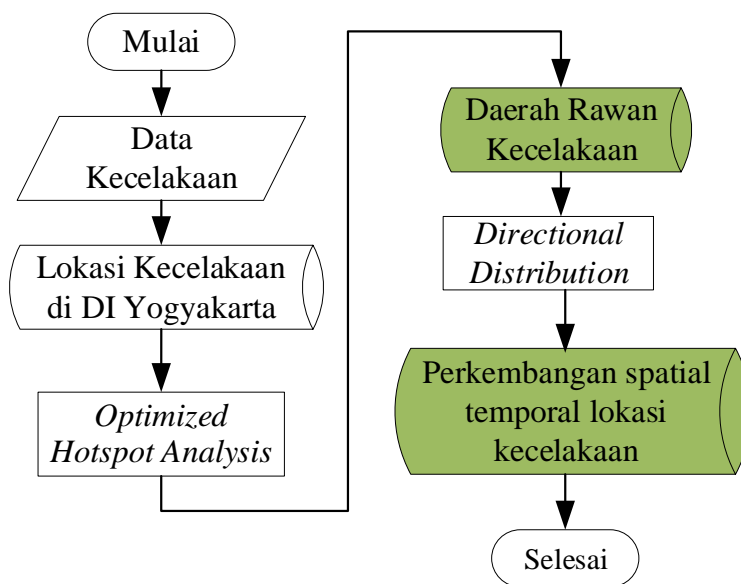 Mulai
Data
Kecelakaan
Lokasi Kecelakaan
di DI Yogyakarta
Optimized
Hotspot Analysis
Daerah Rawan
Kecelakaan
Directional
Distribution
Perkembangan spatial
temporal lokasi
kecelakaan
Selesai